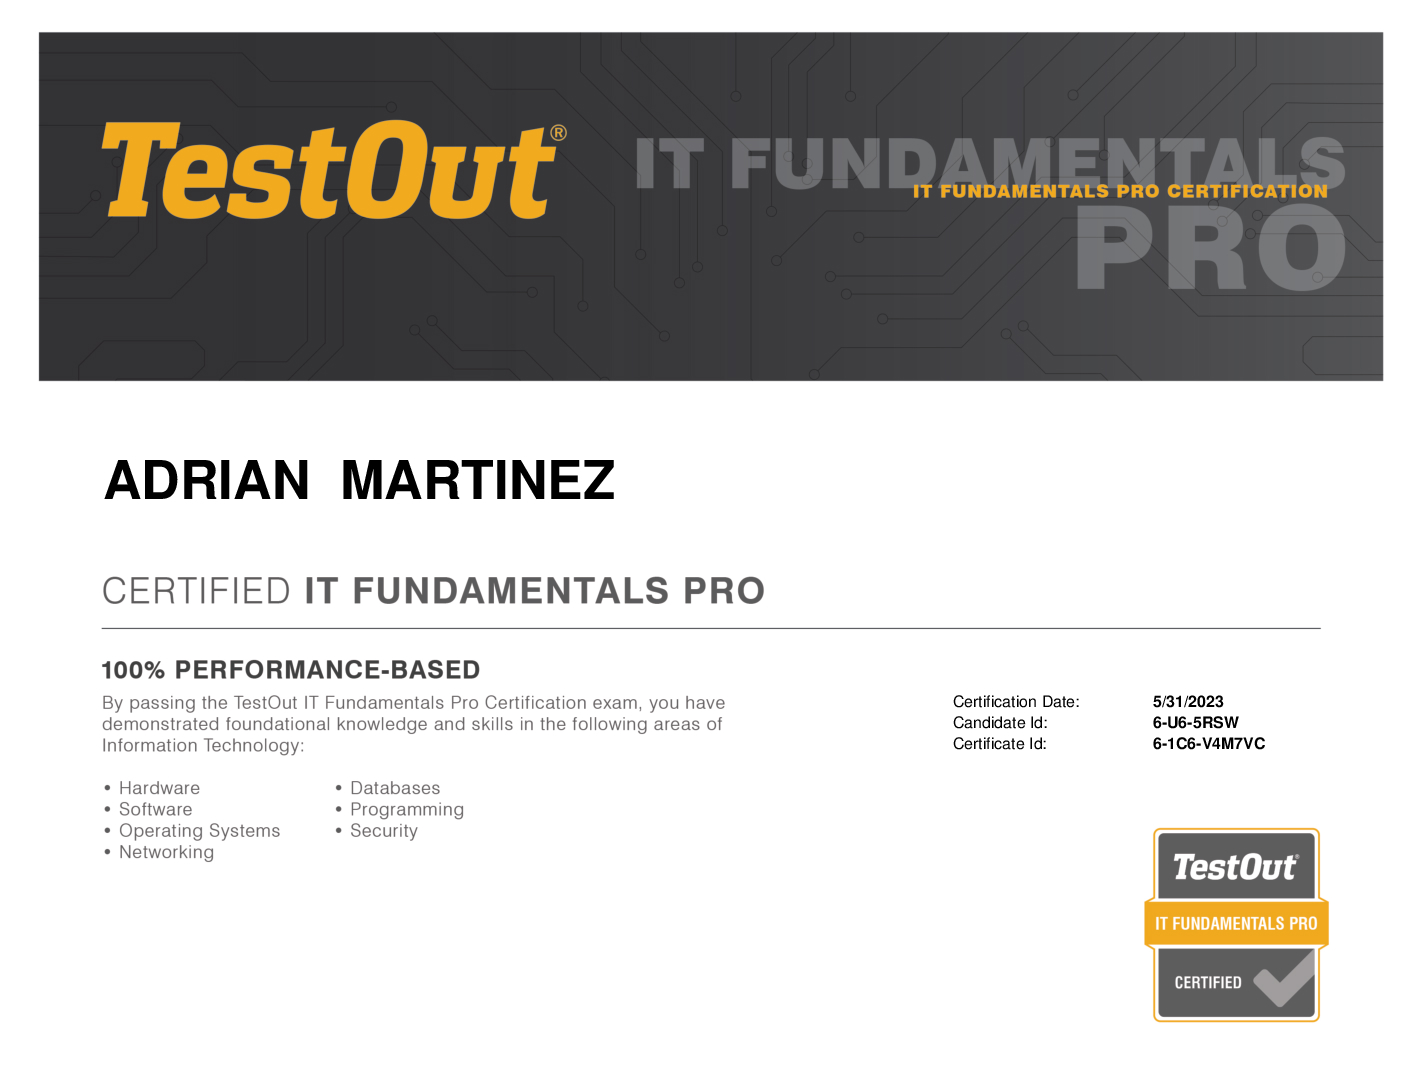 TestOut®
IT FUNDAMENTALS
IT FUNDAMENTALS PRO CERTIFICATION
PRO
ADRIAN MARTINEZ
CERTIFIED IT FUNDAMENTALS PRO
100% PERFORMANCE-BASED
By passing the TestOut IT Fundamentals Pro Certification exam, you have
demonstrated foundational knowledge and skills in the following areas of
Information Technology:
• Hardware
• Software
• Operating Systems
• Networking
• Databases
• Programming
• Security
Certification Date: 5/31/2023
Candidate Id: 6-U6-5RSW
Certificate Id: 6-1C6-V4M7VC
TestOut®
IT FUNDAMENTALS PRO
CERTIFIED